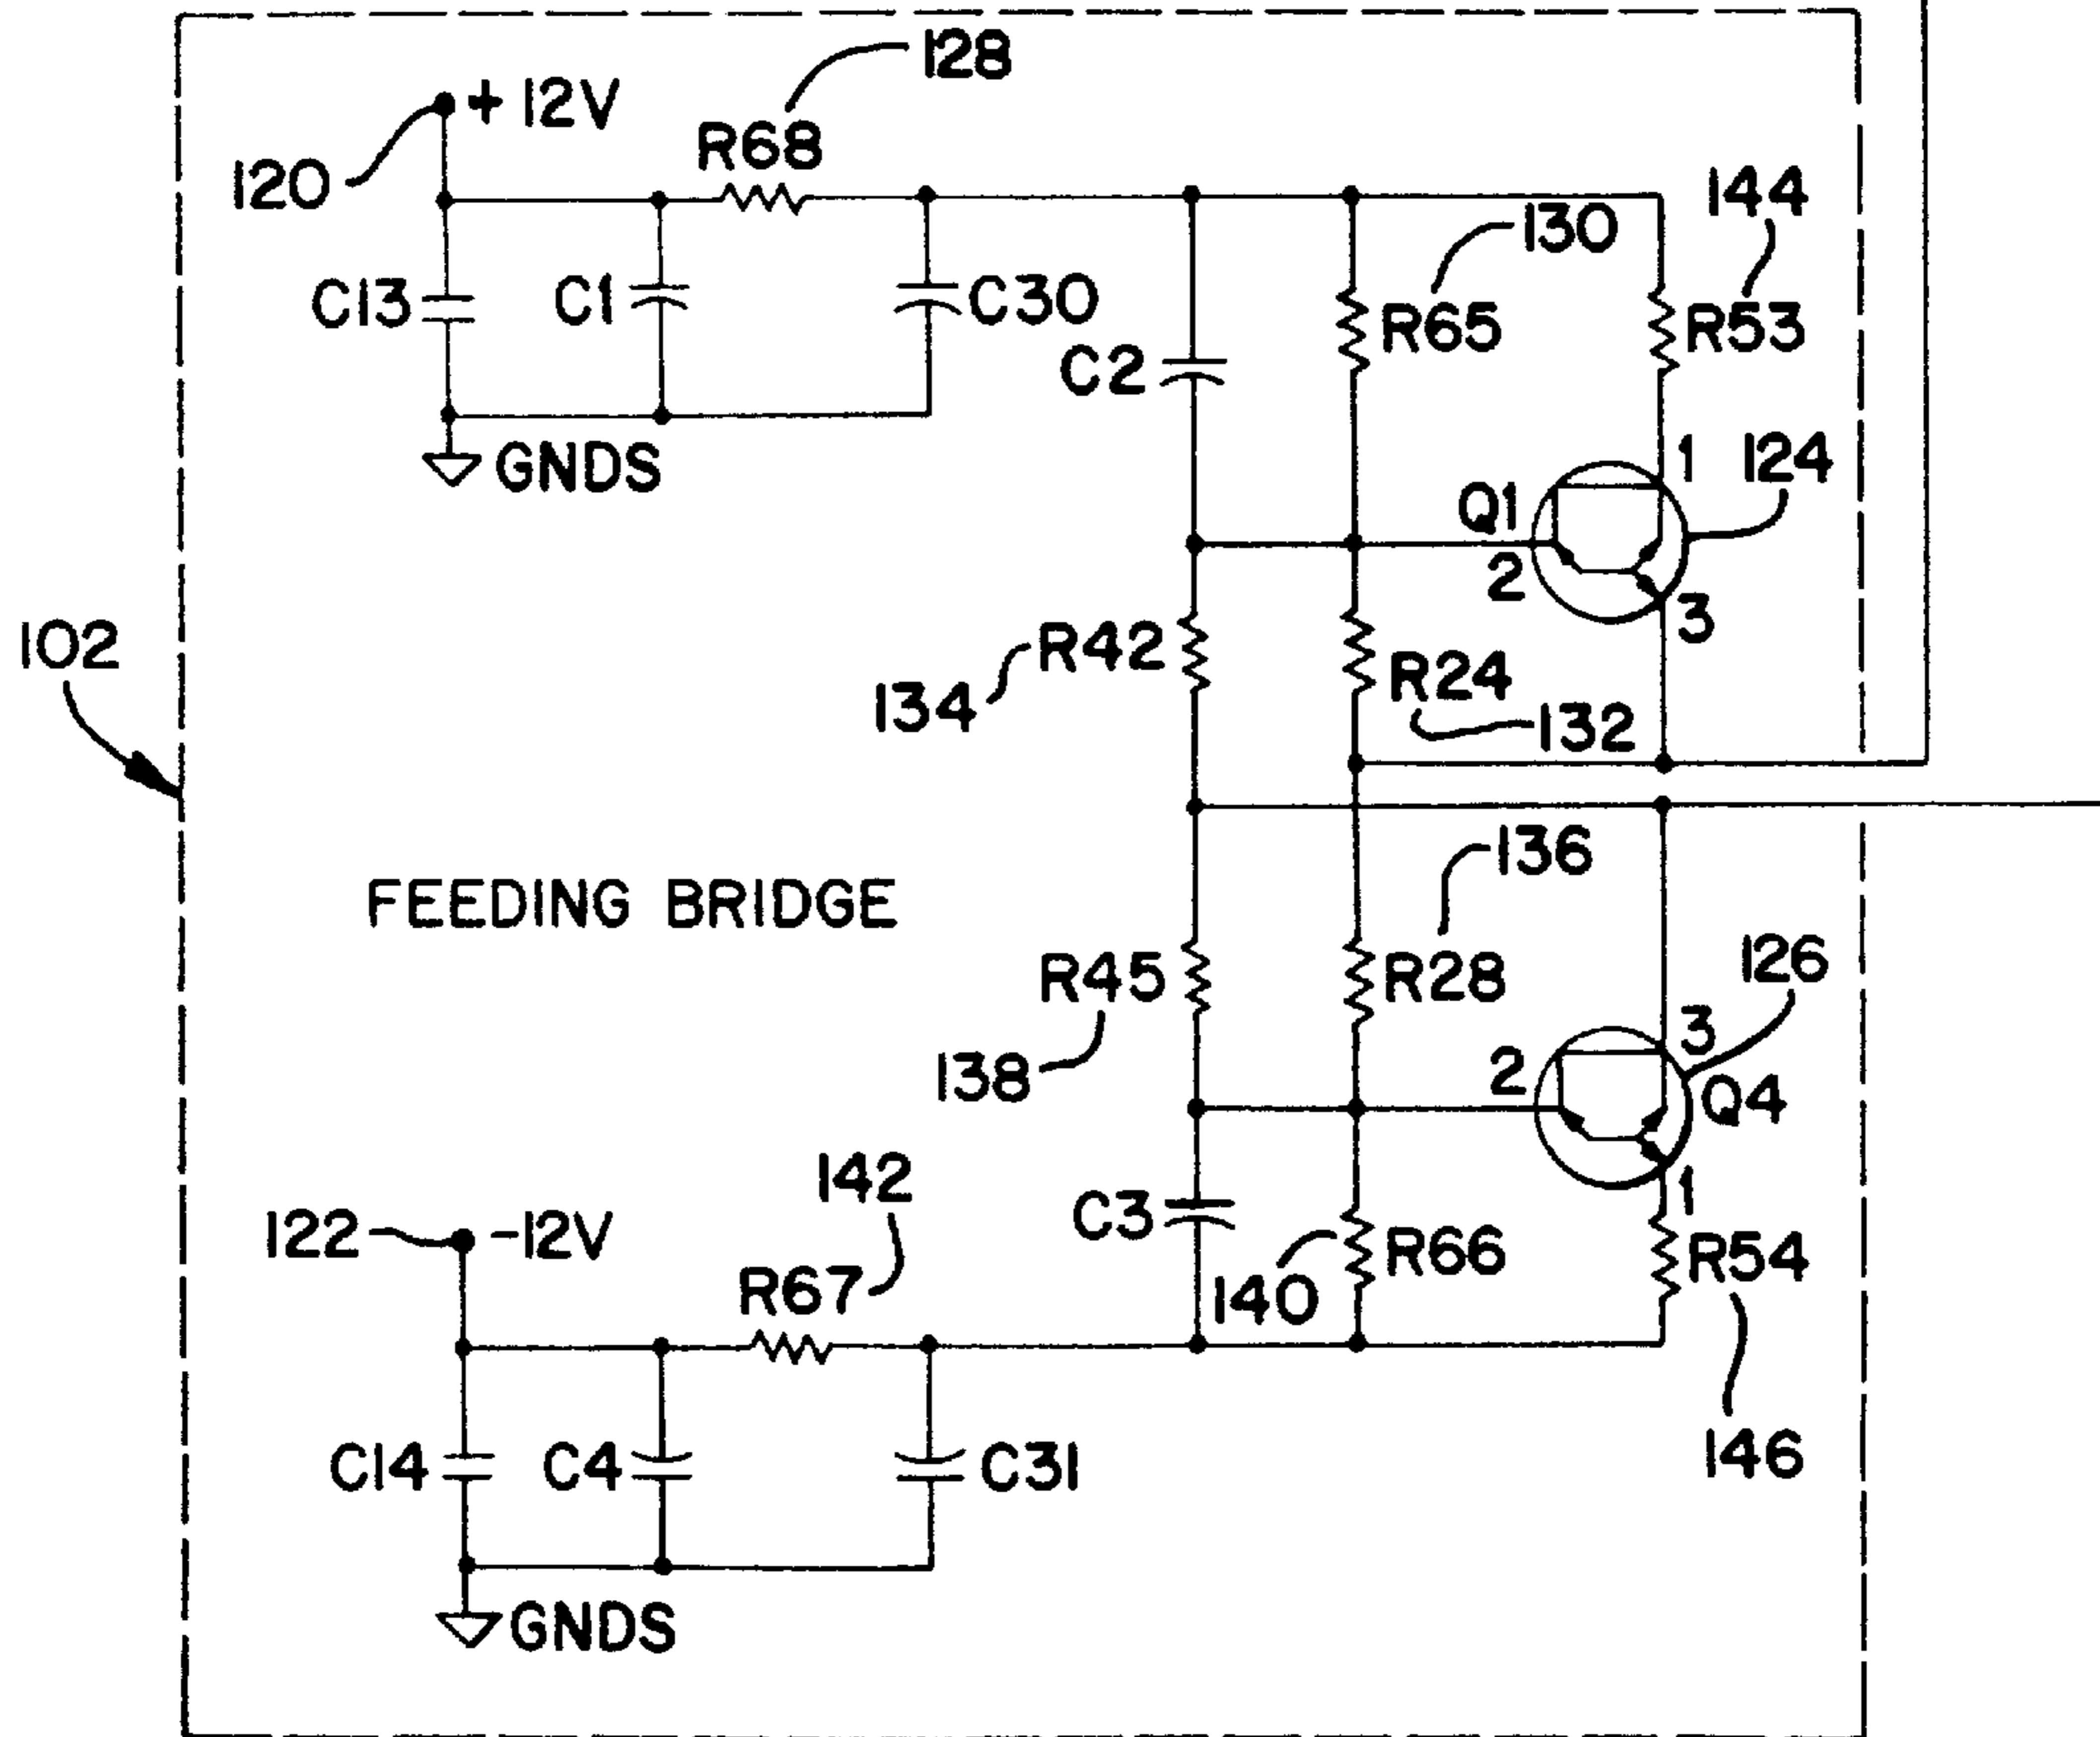 128
+12V
R68
120
144
130
C13
C1
C30
R65
R53
C2
GNDS
1
124
Q1
2
3
102
R42
R24
134
132
136
FEEDING BRIDGE
R45
R28
126
138
3
2
Q4
142
1
122
-12V
C3
R66
R54
R67
140
C14
C4
C31
146
GNDS